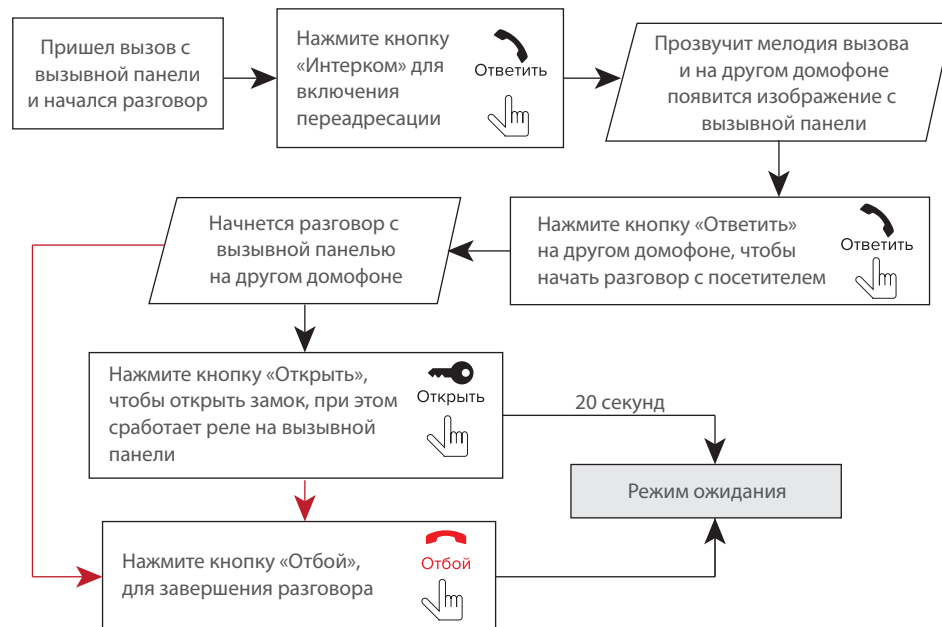 Пришел вызов с
вызывной панели
и начался разговор
Нажмите кнопку
«Интерком» для
включения
переадресации
Ответить
Прозвучит мелодия вызова
и на другом домофоне
появится изображение с
вызывной панели
Нажмите кнопку «Ответить»
на другом домофоне, чтобы
начать разговор с посетителем
Ответить
Начнется разговор с
вызывной панелью
на другом домофоне
Нажмите кнопку «Открыть»,
чтобы открыть замок, при этом
сработает реле на вызывной
панели
Открыть
20 секунд
Режим ожидания
Нажмите кнопку «Отбой»,
для завершения разговора
Отбой